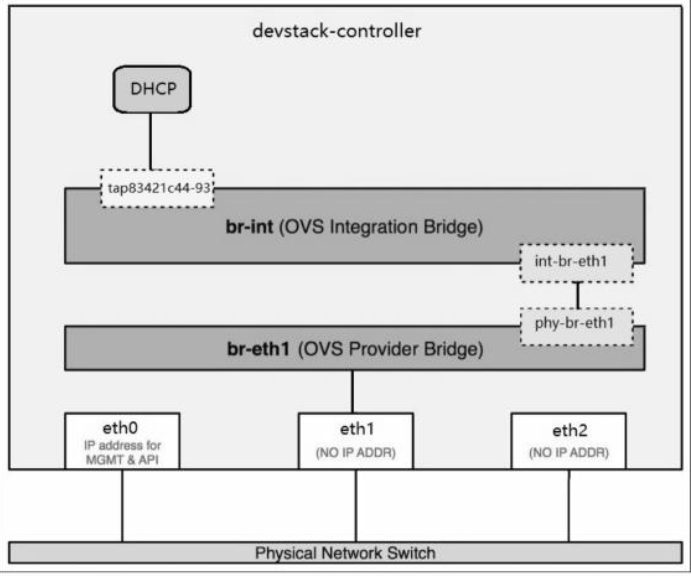 devstack-controller
DHCP
tap83421c44-93
br-int (OVS Integration Bridge)
int-br-eth1
phy-br-eth1
br-eth1 (OVS Provider Bridge)
eth0
IP address for
MGMT & API
eth1
(NO IP ADDR)
eth2
(NO IP ADDR)
Physical Network Switch